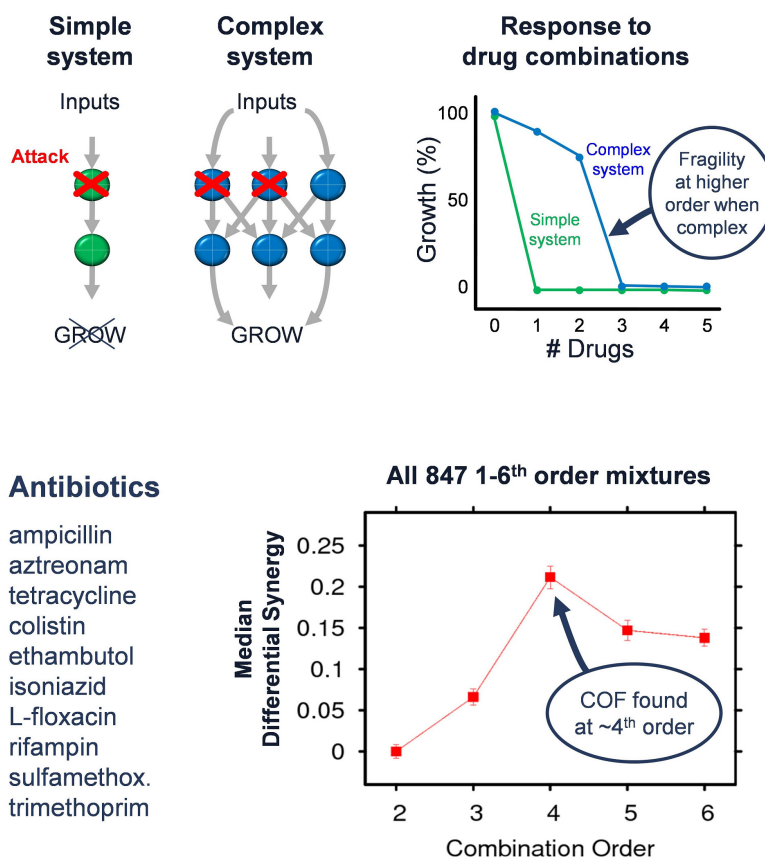 Simple
system
Complex
system
Response to
drug combinations
Inputs
Inputs
Attack
GROW
GROW
Growth (%)
100
50
0
Complex
system
Simple
system
Fragility
at higher
order when
complex
0 1 2 3 4 5
# Drugs
Antibiotics
ampicillin
aztreonam
tetracycline
colistin
ethambutol
isoniazid
L-floxacin
rifampin
sulfamethox.
trimethoprim
All 847 1-6th order mixtures
Median
Differential Synergy
0.25
0.2
0.15
0.1
0.05
0
COF found
at ~4th order
2 3 4 5 6
Combination Order